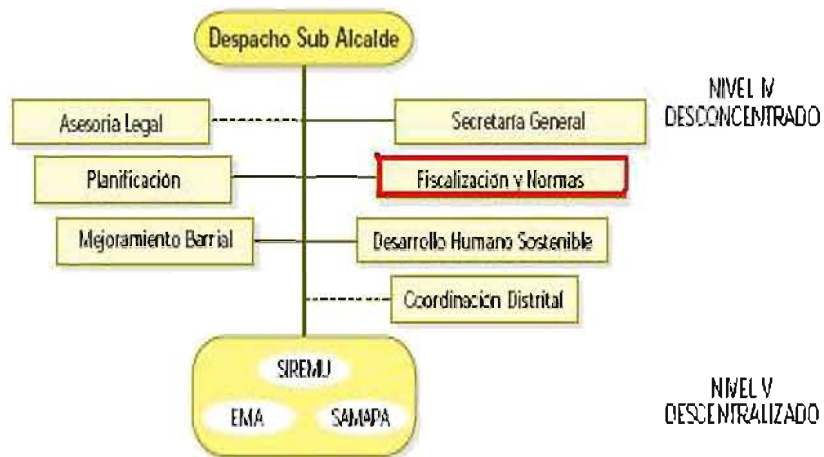 Despacho Sub Alcalde
NIVEL IV
DESCONCENTRADO
Asesoria Legal
Secretaría General
Planificación
Fiscalización y Normas
Mejoramiento Barrial
Desarrollo Humano Sostenible
Coordinación Distrital
SIREMU
EMA
SAMAPA
NIVEL V
DESCENTRALIZADO